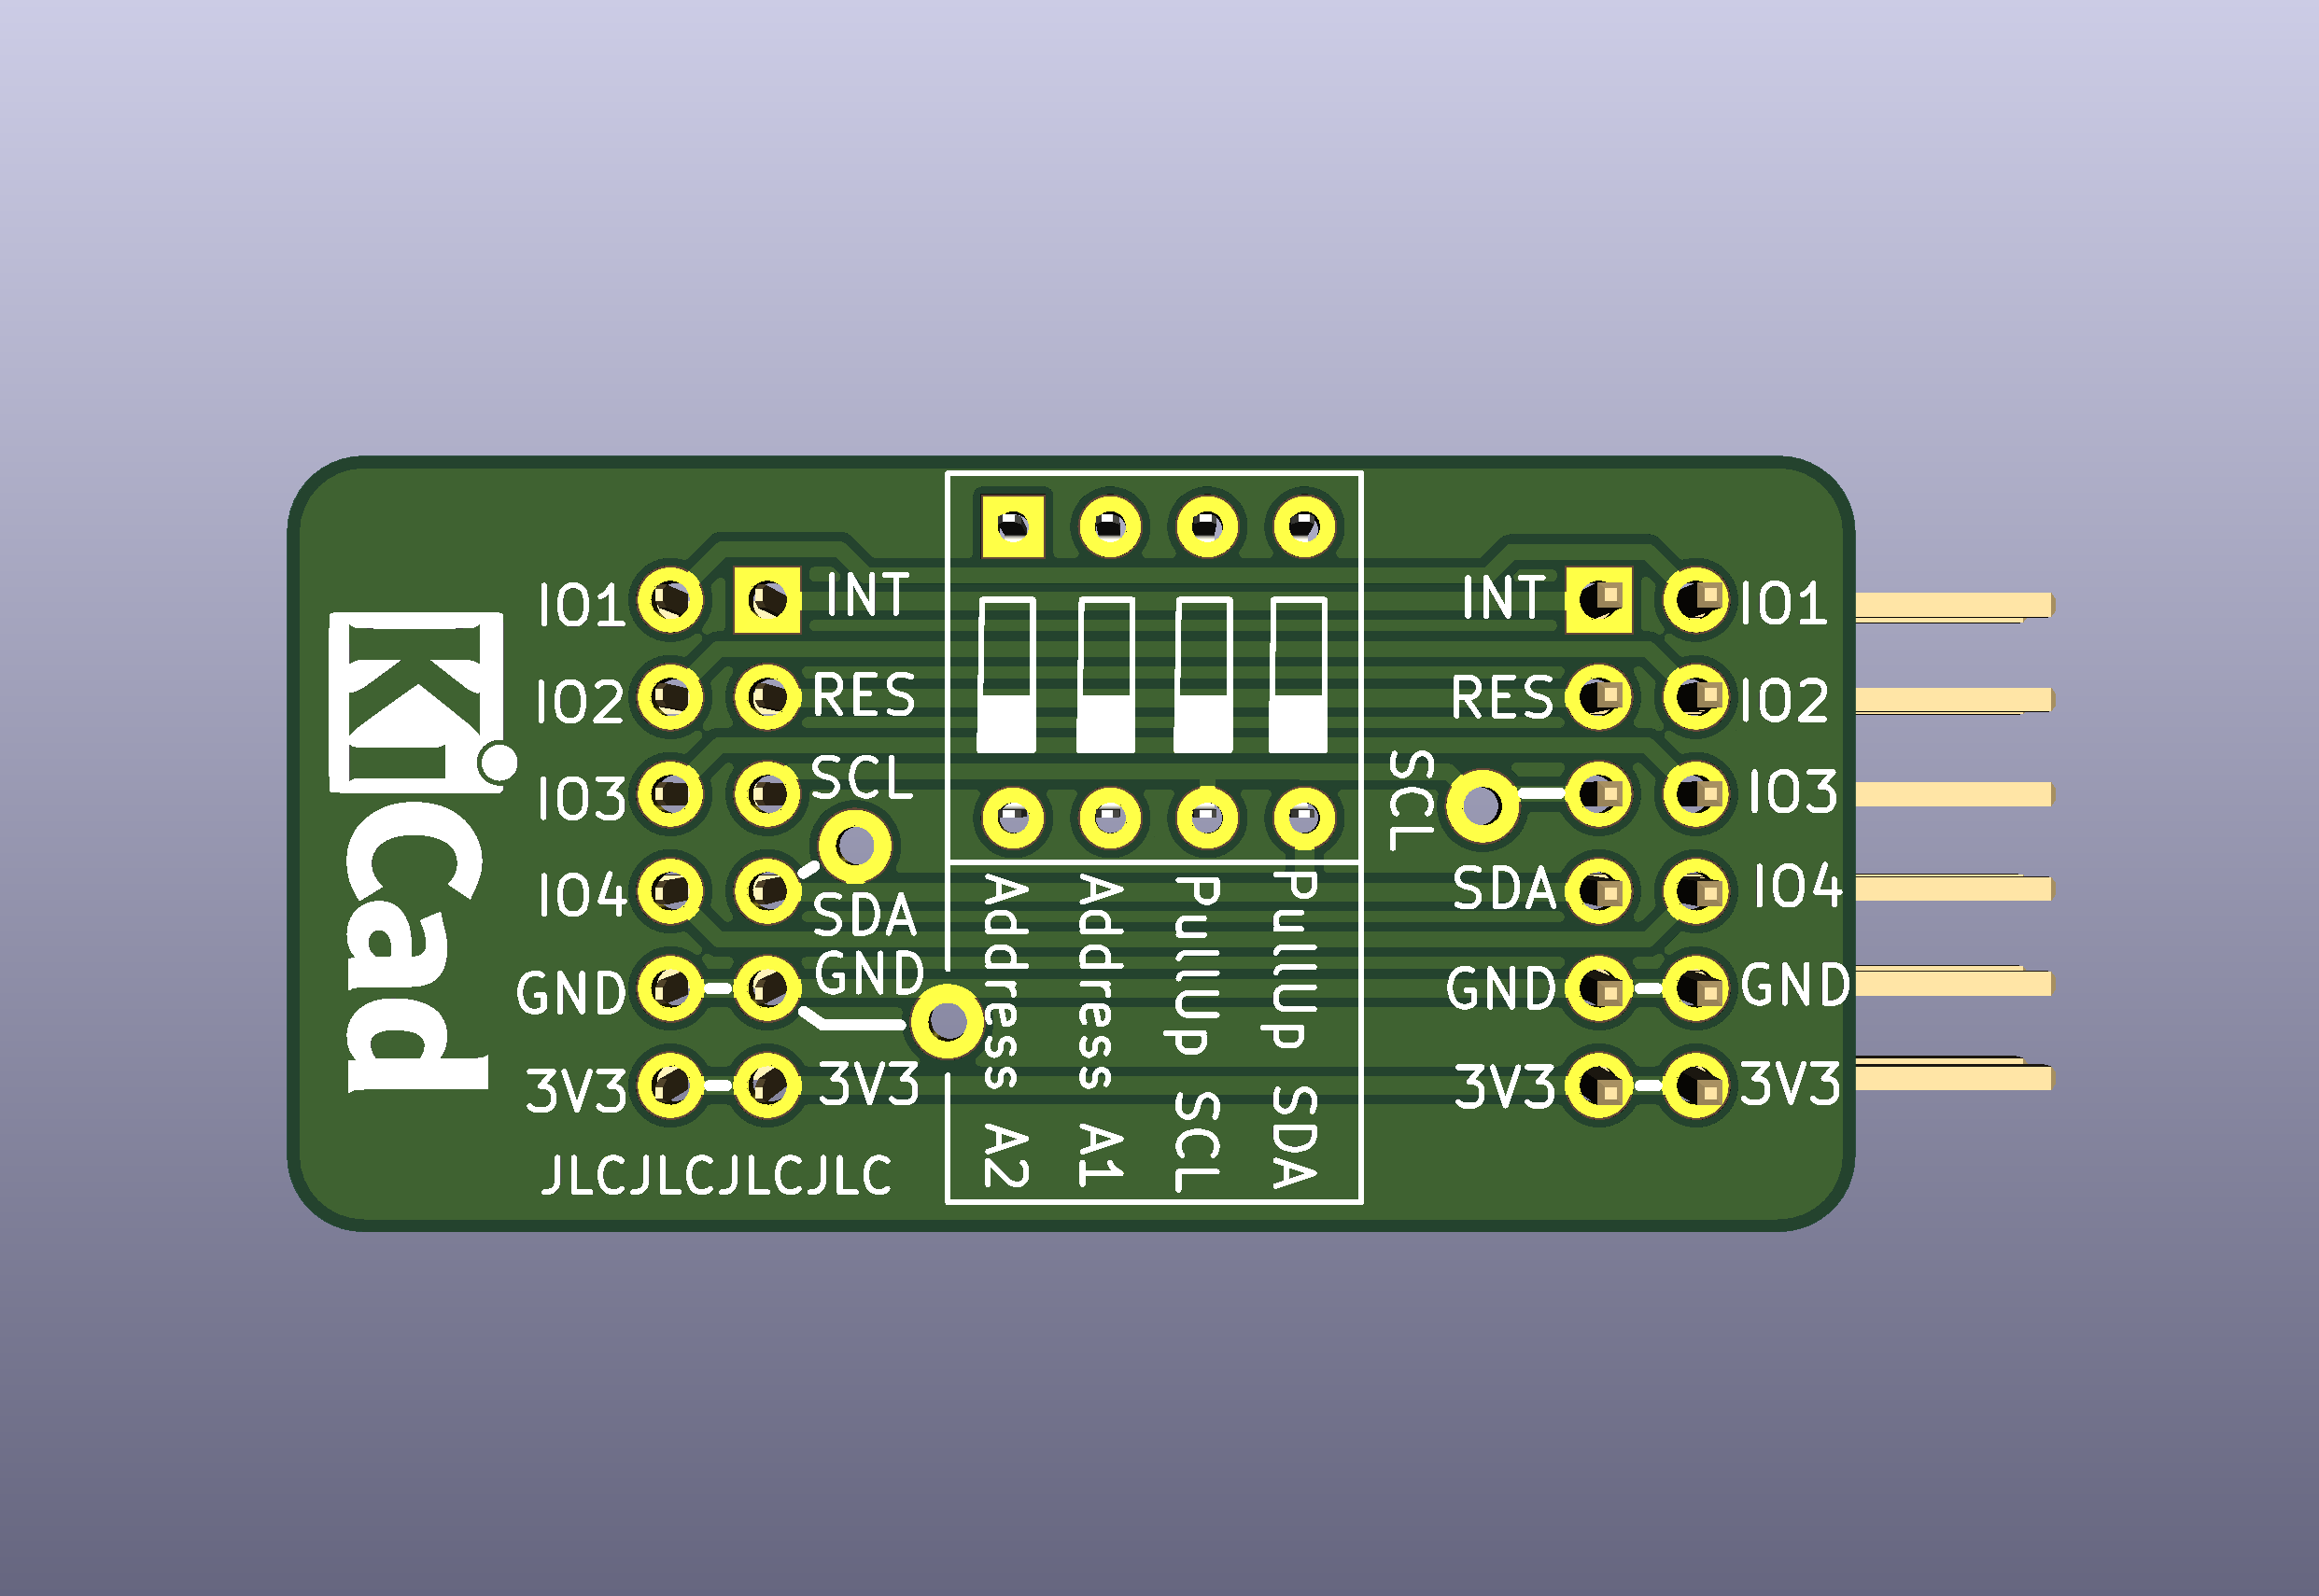 KiCad
IO1
INT
IO2
RES
IO3
SCL
IO4
SDA
GND
GND
3V3
3V3
JLCJLCJLCJLC
Address A2
Address A1
PullUp SCL
PullUp SDA
SCL
INT
IO1
RES
IO2
IO3
SDA
IO4
GND
GND
3V3
3V3